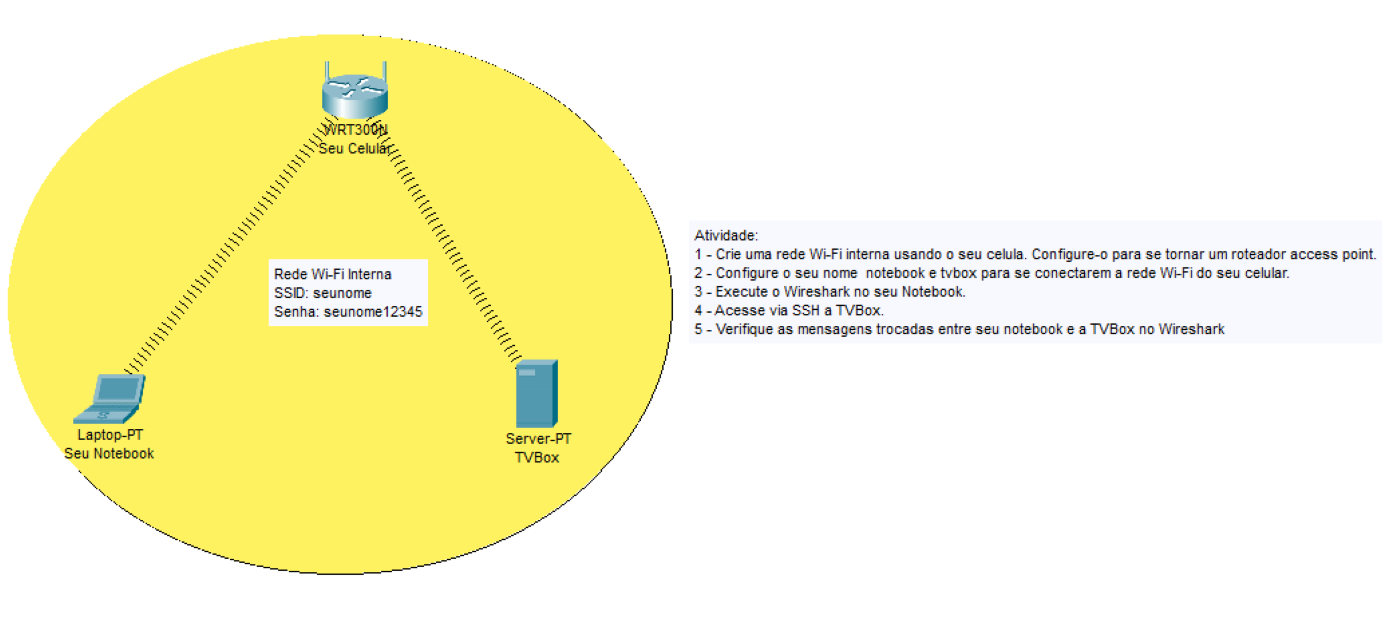 WRT300N
Seu Celular
Rede Wi-Fi Interna
SSID: seunome
Senha: seunome12345
Laptop-PT
Seu Notebook
Server-PT
TVBox
Atividade:
1 - Crie uma rede Wi-Fi interna usando o seu celula. Configure-o para se tornar um roteador access point.
2 - Configure o seu nome  notebook e tvbox para se conectarem a rede Wi-Fi do seu celular.
3 - Execute o Wireshark no seu Notebook.
4 - Acesse via SSH a TVBox.
5 - Verifique as mensagens trocadas entre seu notebook e a TVBox no Wireshark